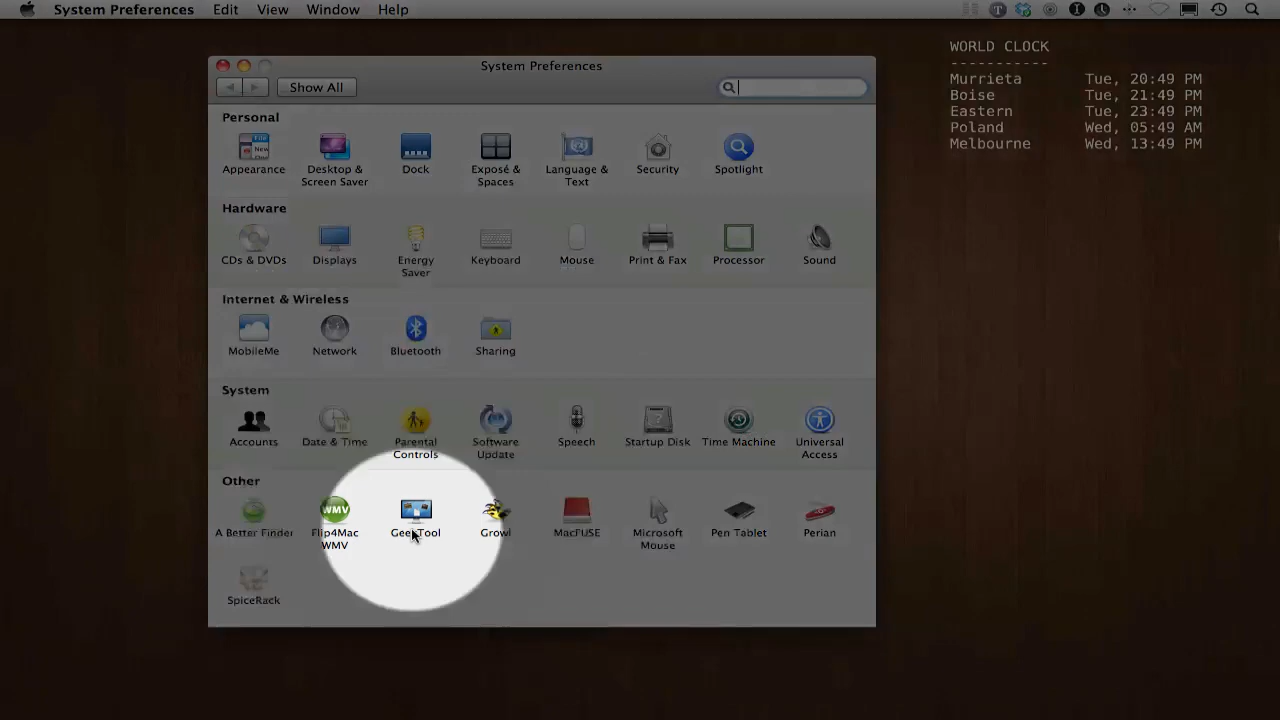 System Preferences Edit View Window Help
WORLD CLOCK
-----------
Murrieta Tue, 20:49 PM
Boise Tue, 21:49 PM
Eastern Tue, 23:49 PM
Poland Wed, 05:49 AM
Melbourne Wed, 13:49 PM
System Preferences
Show All
Personal
Appearance
Desktop &
Screen Saver
Dock
Exposé &
Spaces
Language &
Text
Security
Spotlight
Hardware
CDs & DVDs
Displays
Energy
Saver
Keyboard
Mouse
Print & Fax
Processor
Sound
Internet & Wireless
MobileMe
Network
Bluetooth
Sharing
System
Accounts
Date & Time
Parental
Controls
Software
Update
Speech
Startup Disk
Time Machine
Universal
Access
Other
A Better Finder
WMV
Flip4Mac
WMV
GeekTool
Growl
MacFUSE
Microsoft
Mouse
Pen Tablet
Perian
SpiceRack